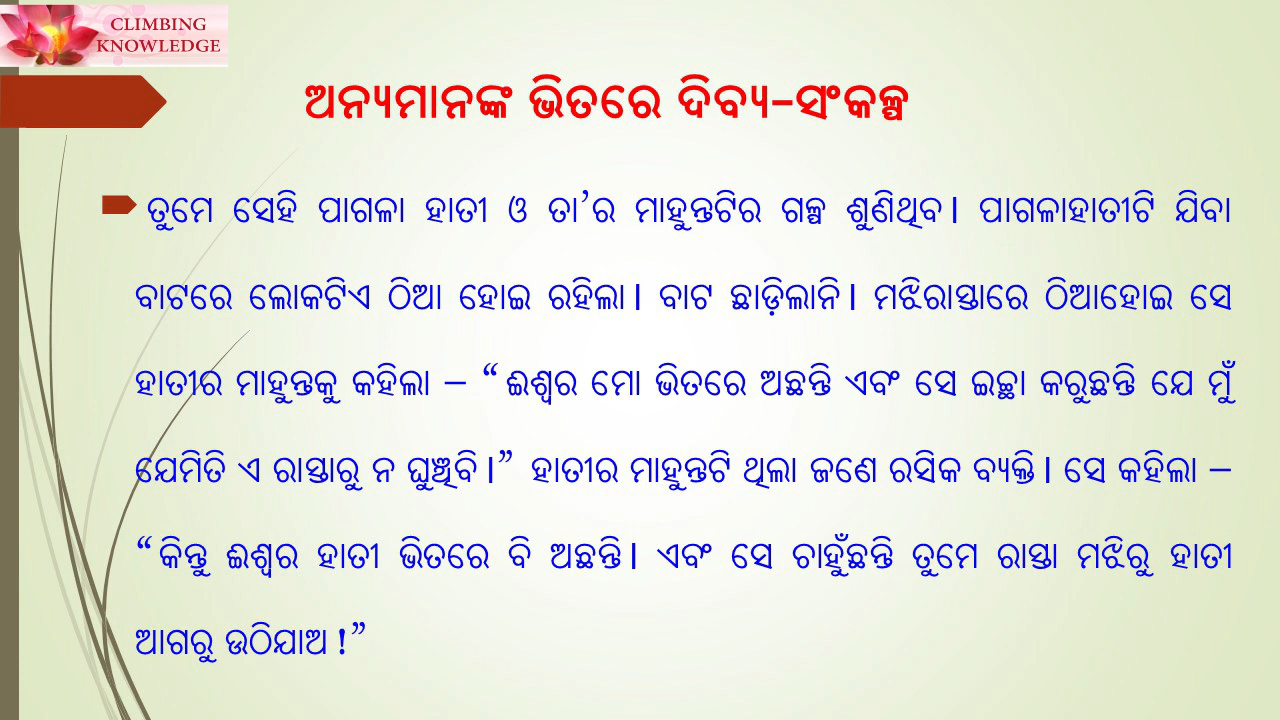 CLIMBING
KNOWLEDGE
ଅନ୍ୟମାନଙ୍କ ଭିତରେ ଦିବ୍ୟ–ସଂକଳ୍ପ
ତୁମେ ସେହି ପାଗଳା ହାତୀ ଓ ତା’ର ମାହୁନ୍ତଟିର ଗଳ୍ପ ଶୁଣିଥିବ। ପାଗଳାହାତୀଟି ଯିବା
ବାଟରେ ଲୋକଟିଏ ଠିଆ ହୋଇ ରହିଲା। ବାଟ ଛାଡ଼ିଲାନି। ମଝିରାସ୍ତାରେ ଠିଆହୋଇ ସେ
ହାତୀର ମାହୁନ୍ତକୁ କହିଲା – “ଈଶ୍ୱର ମୋ ଭିତରେ ଅଛନ୍ତି ଏବଂ ସେ ଇଚ୍ଛା କରୁଛନ୍ତି ଯେ ମୁଁ
ଯେମିତି ଏ ରାସ୍ତାରୁ ନ ଘୁଞ୍ଚିବି।” ହାତୀର ମାହୁନ୍ତଟି ଥିଲା ଜଣେ ରସିକ ବ୍ୟକ୍ତି। ସେ କହିଲା –
“କିନ୍ତୁ ଈଶ୍ୱର ହାତୀ ଭିତରେ ବି ଅଛନ୍ତି। ଏବଂ ସେ ଚାହୁଁଛନ୍ତି ତୁମେ ରାସ୍ତା ମଝିରୁ ହାତୀ
ଆଗରୁ ଉଠିଯାଅ !”